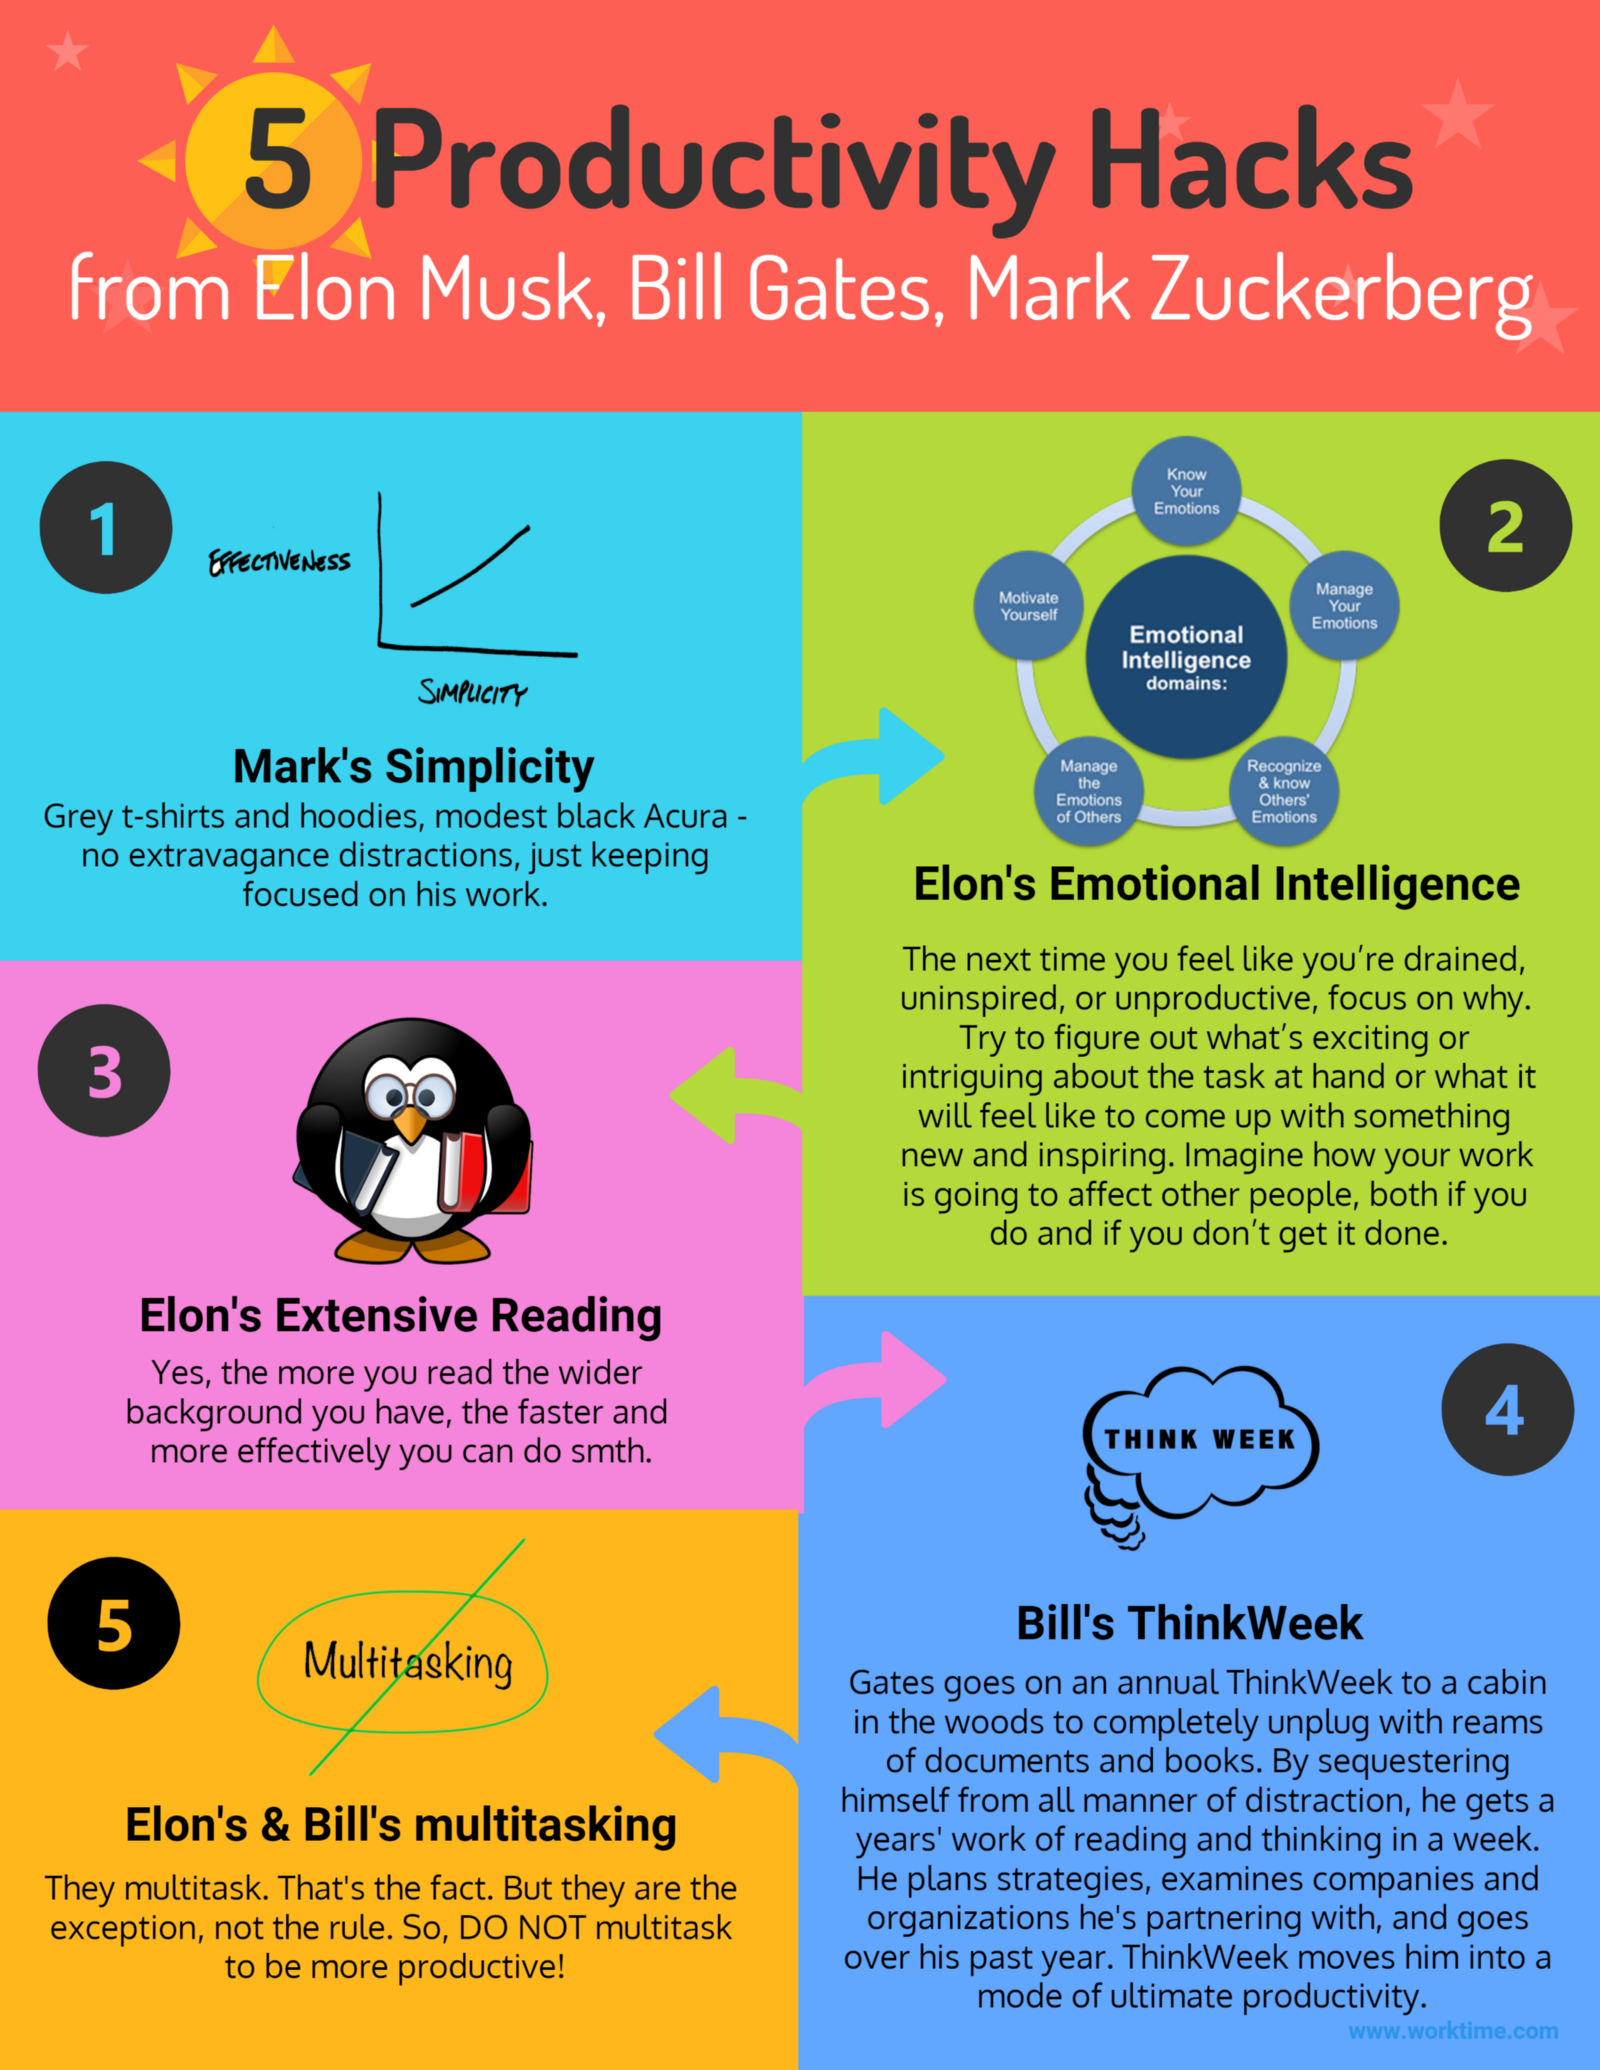 5 Productivity Hacks
from Elon Musk, Bill Gates, Mark Zuckerberg
1
EFFECTIVENESS
SIMPLICITY
Mark's Simplicity
Grey t-shirts and hoodies, modest black Acura -
no extravagance distractions, just keeping
focused on his work.
2
Know
Your
Emotions
Manage
Your
Emotions
Recognize
& know
Others'
Emotions
Manage
the
Emotions
of Others
Motivate
Yourself
Emotional
Intelligence
domains:
Elon's Emotional Intelligence
The next time you feel like you’re drained,
uninspired, or unproductive, focus on why.
Try to figure out what’s exciting or
intriguing about the task at hand or what it
will feel like to come up with something
new and inspiring. Imagine how your work
is going to affect other people, both if you
do and if you don’t get it done.
3
Elon's Extensive Reading
Yes, the more you read the wider
background you have, the faster and
more effectively you can do smth.
4
THINK WEEK
Bill's ThinkWeek
Gates goes on an annual ThinkWeek to a cabin
in the woods to completely unplug with reams
of documents and books. By sequestering
himself from all manner of distraction, he gets a
years' work of reading and thinking in a week.
He plans strategies, examines companies and
organizations he's partnering with, and goes
over his past year. ThinkWeek moves him into a
mode of ultimate productivity.
5
Multitasking
Elon's & Bill's multitasking
They multitask. That's the fact. But they are the
exception, not the rule. So, DO NOT multitask
to be more productive!
www.worktime.com